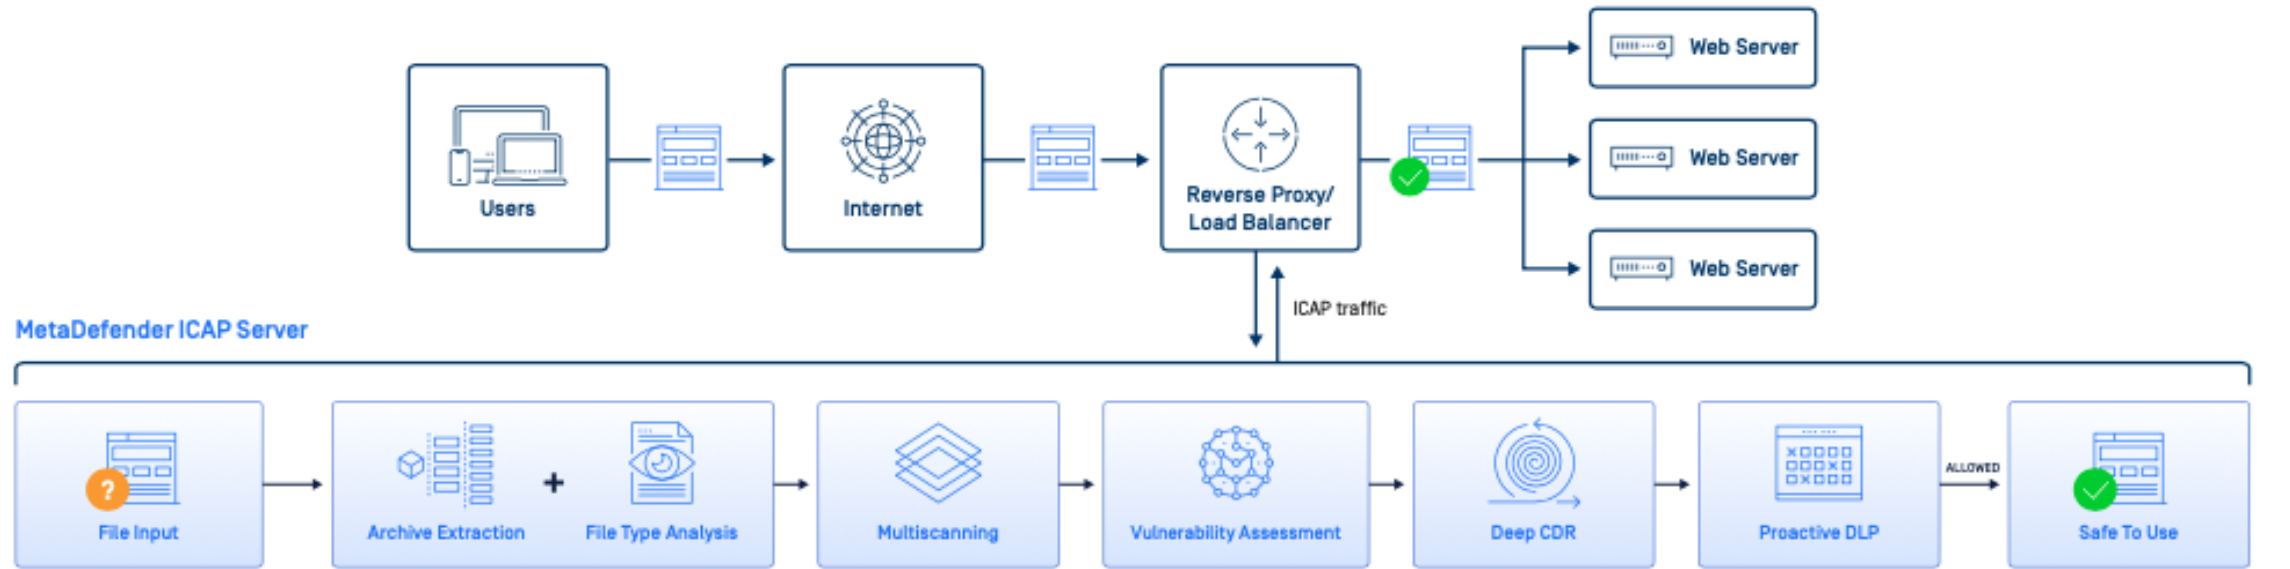 Web Server
Users
Internet
Reverse Proxy/
Load Balancer
Web Server
Web Server
ICAP traffic
MetaDefender ICAP Server
?
File Input
Archive Extraction
+
File Type Analysis
Multiscanning
Vulnerability Assessment
Deep CDR
Proactive DLP
ALLOWED
Safe To Use